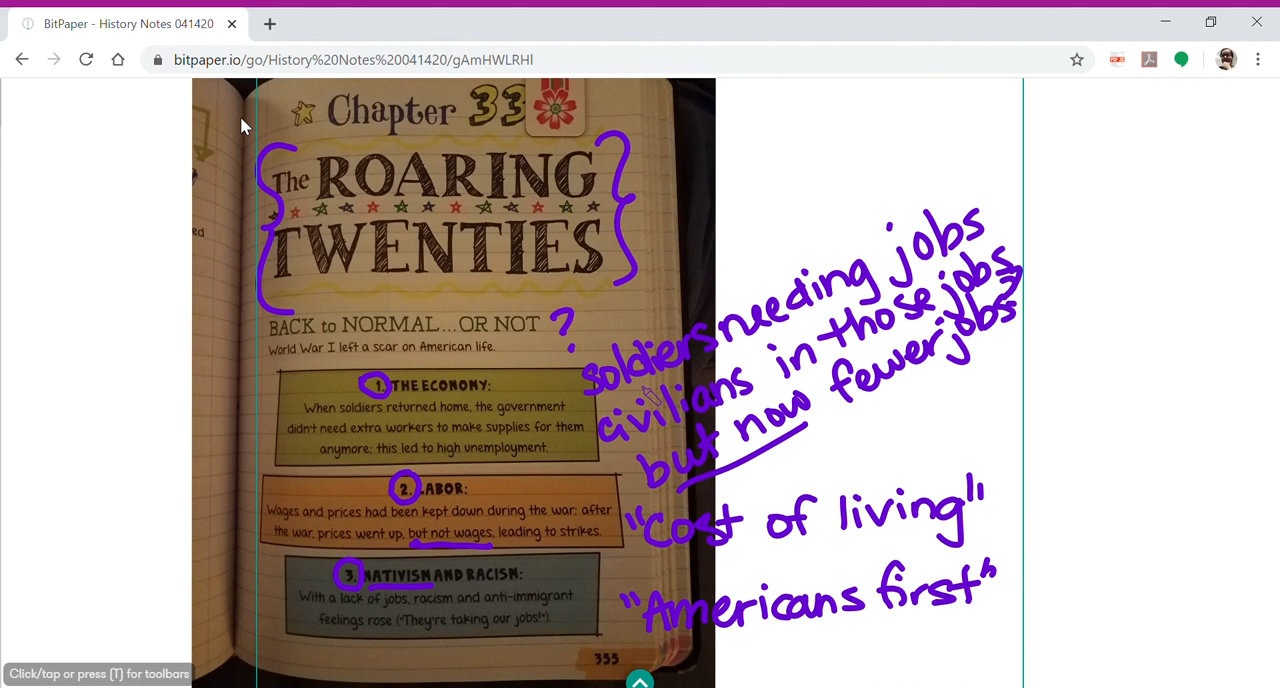 BitPaper - History Notes 041420
bitpaper.io/go/History%20Notes%20041420/gAmHWLRHl
Chapter 33
The ROARING
TWENTIES
BACK to NORMAL...OR NOT ?
World War I left a scar on American life.
1. THE ECONOMY:
When soldiers returned home, the government
didn't need extra workers to make supplies for them
anymore; this led to high unemployment.
2. LABOR:
Wages and prices had been kept down during the war; after
the war, prices went up, but not wages, leading to strikes.
3. NATIVISM AND RACISM:
With a lack of jobs, racism and anti-immigrant
feelings rose ("They're taking our jobs!").
355
soldiers needing jobs
civilians in those jobs,
but now fewer jobs
"Cost of living"
"Americans first"
Click/tap or press (T) for toolbars